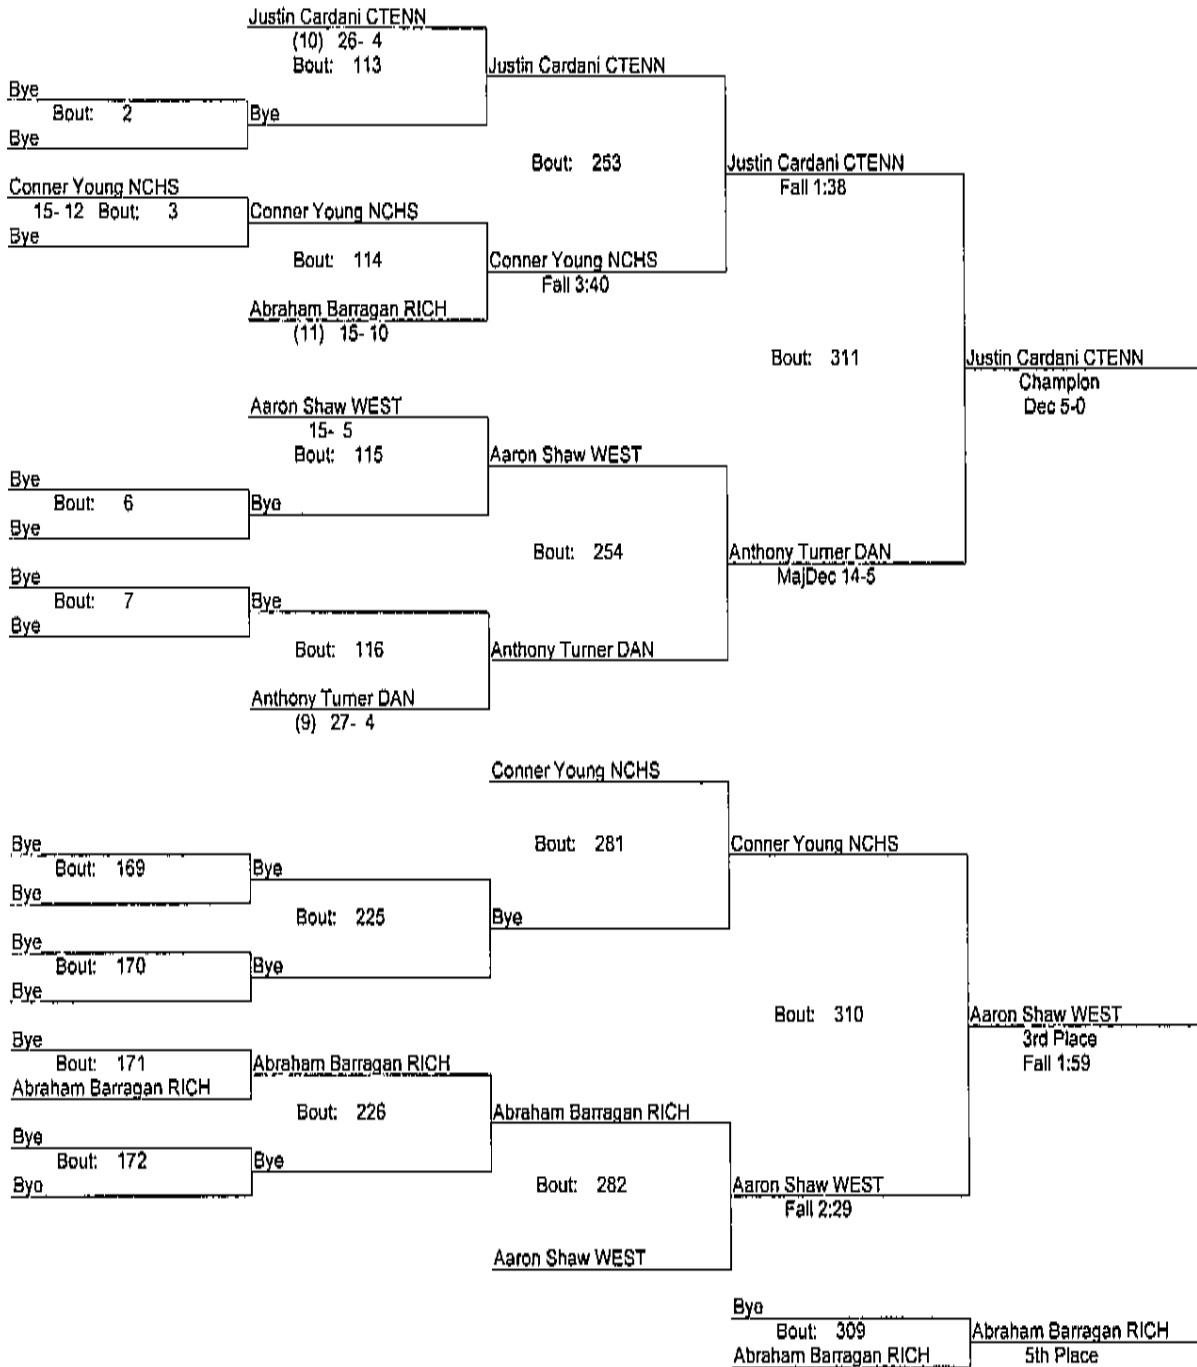 Justin Cardani CTENN
(10) 26- 4
Bout: 113
Justin Cardani CTENN
Bye
Bout: 2
Bye
Bye
Bout: 253
Justin Cardani CTENN
Fall 1:38
Conner Young NCHS
15- 12 Bout: 3
Conner Young NCHS
Bye
Bout: 114
Conner Young NCHS
Fall 3:40
Abraham Barragan RICH
(11) 15- 10
Bout: 311
Justin Cardani CTENN
Champion
Dec 5-0
Aaron Shaw WEST
15- 5
Bout: 115
Aaron Shaw WEST
Bye
Bout: 6
Bye
Bye
Bout: 254
Anthony Turner DAN
MajDec 14-5
Bye
Bout: 7
Bye
Bye
Bout: 116
Anthony Turner DAN
Anthony Turner DAN
(9) 27- 4
Conner Young NCHS
Bout: 281
Conner Young NCHS
Bye
Bout: 169
Bye
Bye
Bout: 225
Bye
Bye
Bout: 170
Bye
Bye
Bout: 310
Aaron Shaw WEST
3rd Place
Fall 1:59
Bye
Bout: 171
Abraham Barragan RICH
Abraham Barragan RICH
Bout: 226
Abraham Barragan RICH
Bye
Bout: 172
Bye
Bye
Bout: 282
Aaron Shaw WEST
Fall 2:29
Aaron Shaw WEST
Bye
Bout: 309
Abraham Barragan RICH
Abraham Barragan RICH
5th Place